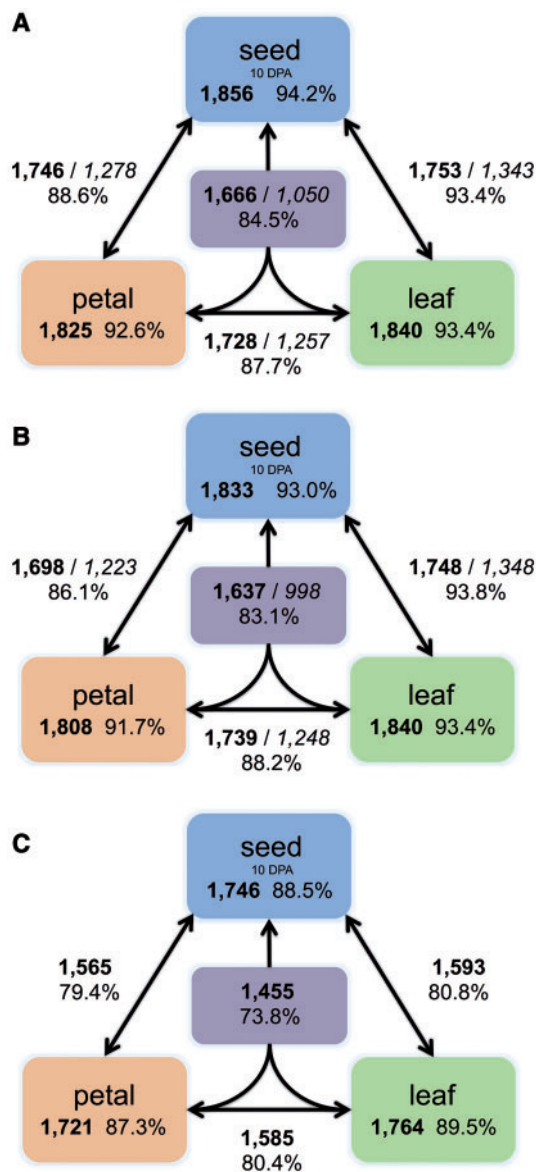 A
seed
10 DPA
1,856 94.2%
1,746 / 1,278
88.6%
1,666 / 1,050
84.5%
1,753 / 1,343
93.4%
petal
1,825 92.6%
leaf
1,840 93.4%
1,728 / 1,257
87.7%
B
seed
10 DPA
1,833 93.0%
1,698 / 1,223
86.1%
1,637 / 998
83.1%
1,748 / 1,348
93.8%
petal
1,808 91.7%
leaf
1,840 93.4%
1,739 / 1,248
88.2%
C
seed
10 DPA
1,746 88.5%
1,565
79.4%
1,455
73.8%
1,593
80.8%
petal
1,721 87.3%
leaf
1,764 89.5%
1,585
80.4%